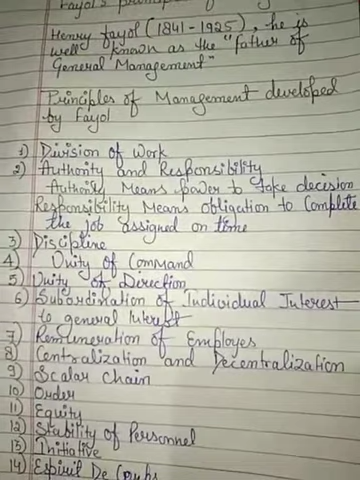 Fayol's
Henry fayol (1841-1925), he is
well known as the "father of
General Management"
Principles of Management developed
by Fayol
1) Division of Work
2) Authority and Responsibility
Authority Means power to take decision
Responsibility Means obligation to Complete
the job assigned on time
3) Discipline
4) Unity of Command
5) Unity of Direction
6) Subordination of Individual Interest
to general Interest
7) Remuneration of Employes
8) Centralization and Decentralization
9) Scalar Chain
10) Order
11) Equity
12) Stability of Personnel
13) Initiative
14) Espirit De